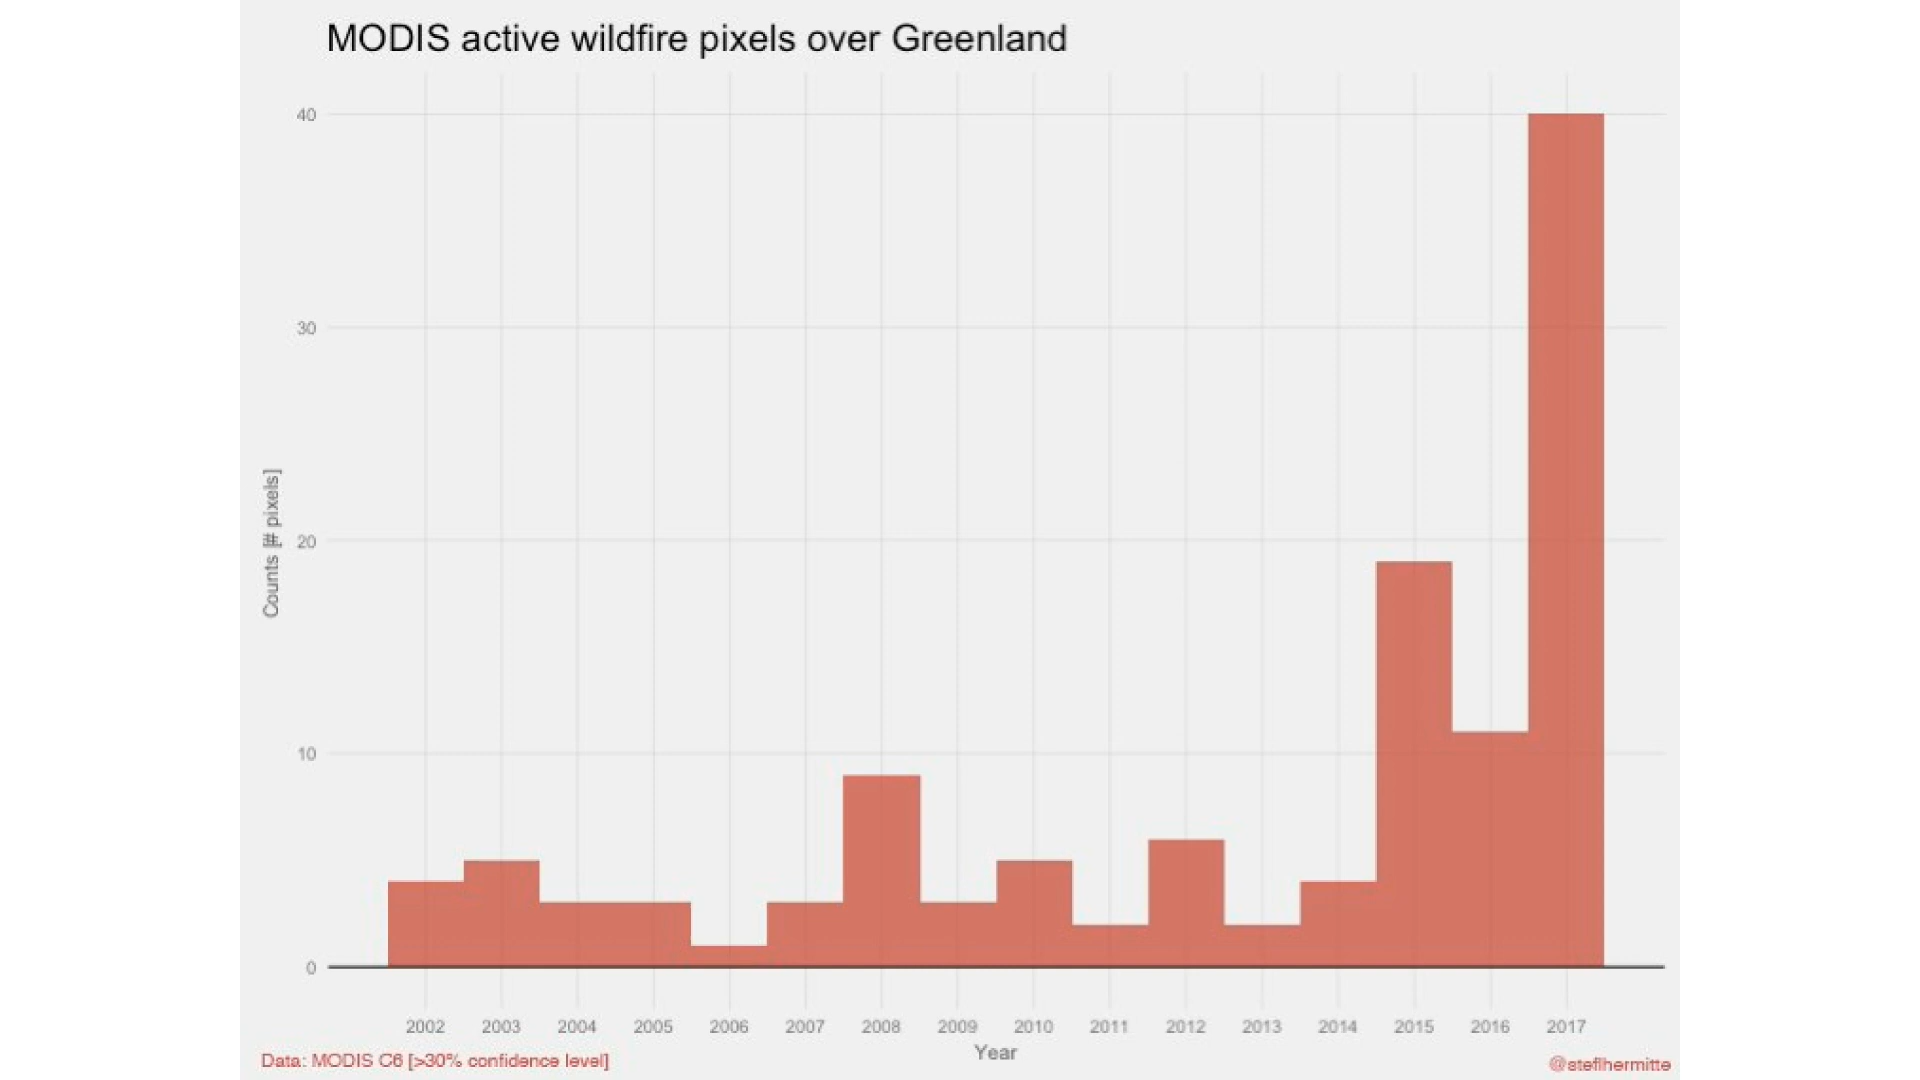 MODIS active wildfire pixels over Greenland
Counts [# pixels]
40
30
20
10
0
2002 2003 2004 2005 2006 2007 2008 2009 2010 2011 2012 2013 2014 2015 2016 2017
Year
Data: MODIS C6 [>30% confidence level]
@steflhermitte